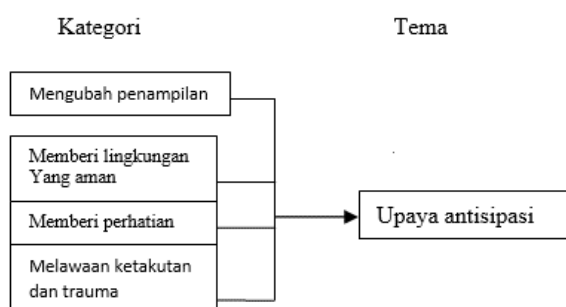 Kategori
Tema
Mengubah penampilan
Memberi lingkungan
Yang aman
Memberi perhatian
Upaya antisipasi
Melawaan ketakutan
dan trauma